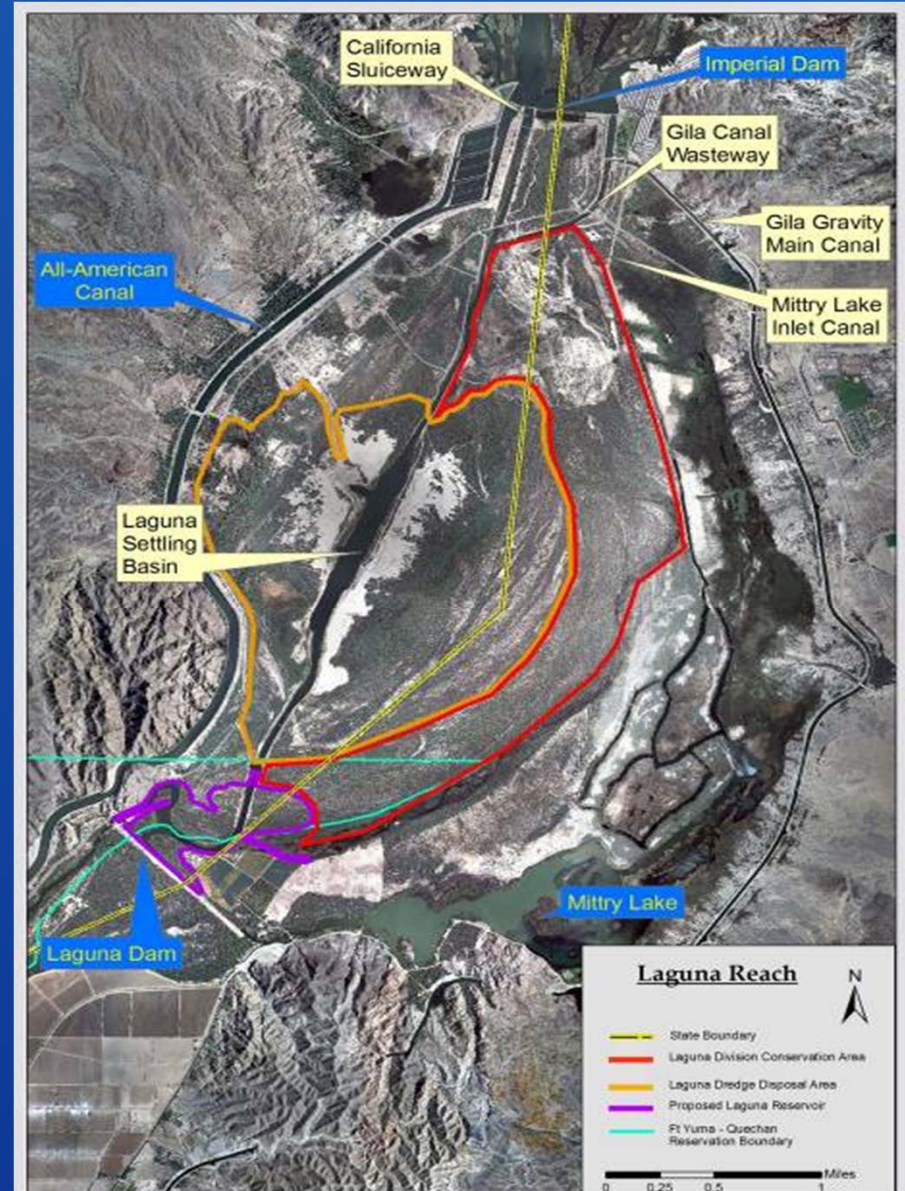 California
Sluiceway
Imperial Dam
Gila Canal
Wasteway
Gila Gravity
Main Canal
All-American
Canal
Mittry Lake
Inlet Canal
Laguna
Settling
Basin
Mittry Lake
Laguna Dam
Laguna Reach
N
State Boundary
Laguna Division Conservation Area
Laguna Dredge Disposal Area
Proposed Laguna Reservoir
Ft Yuma - Quechan
Reservation Boundary
Miles
0 0.25 0.5 1